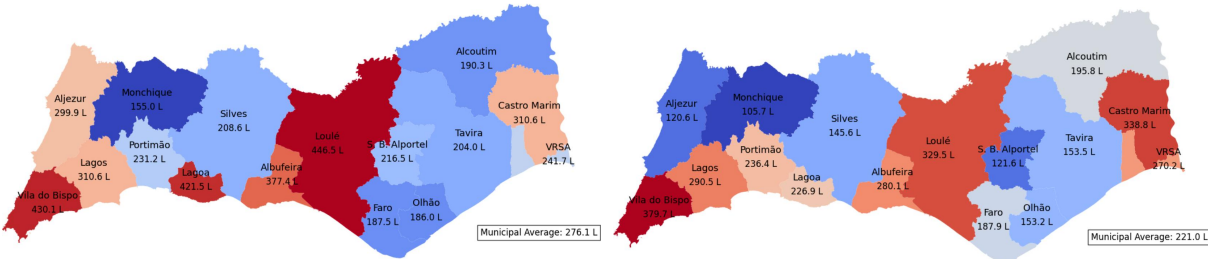 Alcoutim
190.3 L
Aljezur
299.9 L
Monchique
155.0 L
Castro Marim
310.6 L
Silves
208.6 L
Loulé
446.5 L
Tavira
204.0 L
Portimão
231.2 L
S. B. Alportel
216.5 L
VRSA
241.7 L
Lagos
310.6 L
Albufeira
377.4 L
Lagoa
421.5 L
Vila do Bispo
430.1 L
Olhão
186.0 L
Faro
187.5 L
Municipal Average: 276.1 L
Alcoutim
195.8 L
Aljezur
120.6 L
Monchique
105.7 L
Castro Marim
338.8 L
Silves
145.6 L
Loulé
329.5 L
Tavira
153.5 L
Portimão
236.4 L
S. B. Alportel
121.6 L
VRSA
270.2 L
Lagos
290.5 L
Albufeira
280.1 L
Lagoa
226.9 L
Vila do Bispo
379.7 L
Olhão
153.2 L
Faro
187.9 L
Municipal Average: 221.0 L